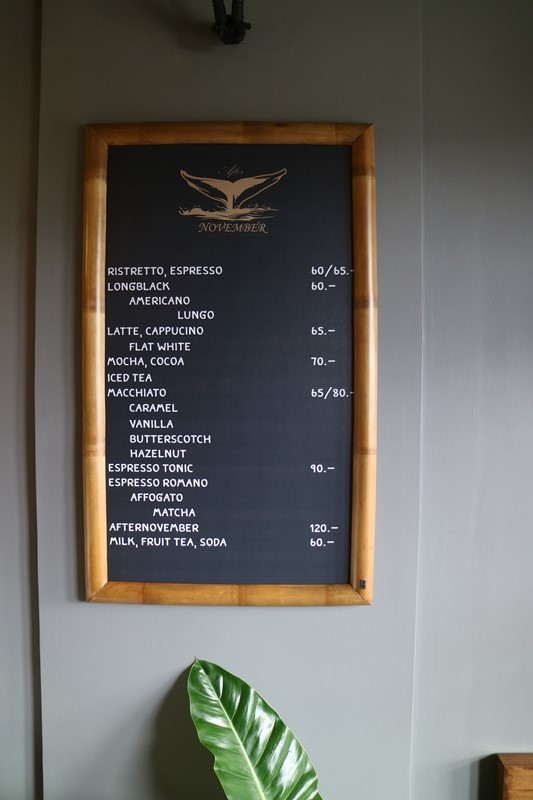 After
NOVEMBER
RISTRETTO, ESPRESSO 60/65.-
LONGBLACK 60.-
AMERICANO
LUNGO
LATTE, CAPPUCINO 65.-
FLAT WHITE
MOCHA, COCOA 70.-
ICED TEA
MACCHIATO 65/80.-
CARAMEL
VANILLA
BUTTERSCOTCH
HAZELNUT
ESPRESSO TONIC 90.-
ESPRESSO ROMANO
AFFOGATO
MATCHA
AFTERNOVEMBER 120.-
MILK, FRUIT TEA, SODA 60.-